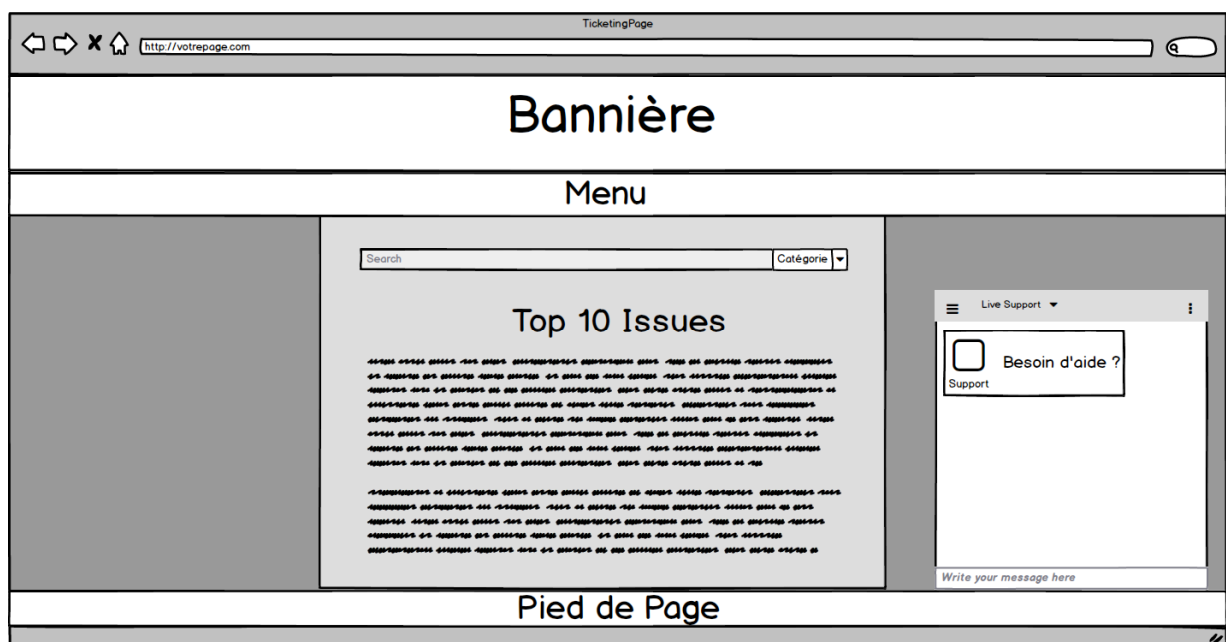 TicketingPage
http://votrepage.com
Bannière
Menu
Search
Catégorie
Top 10 Issues
Live Support
Besoin d'aide ?
Support
Write your message here
Pied de Page